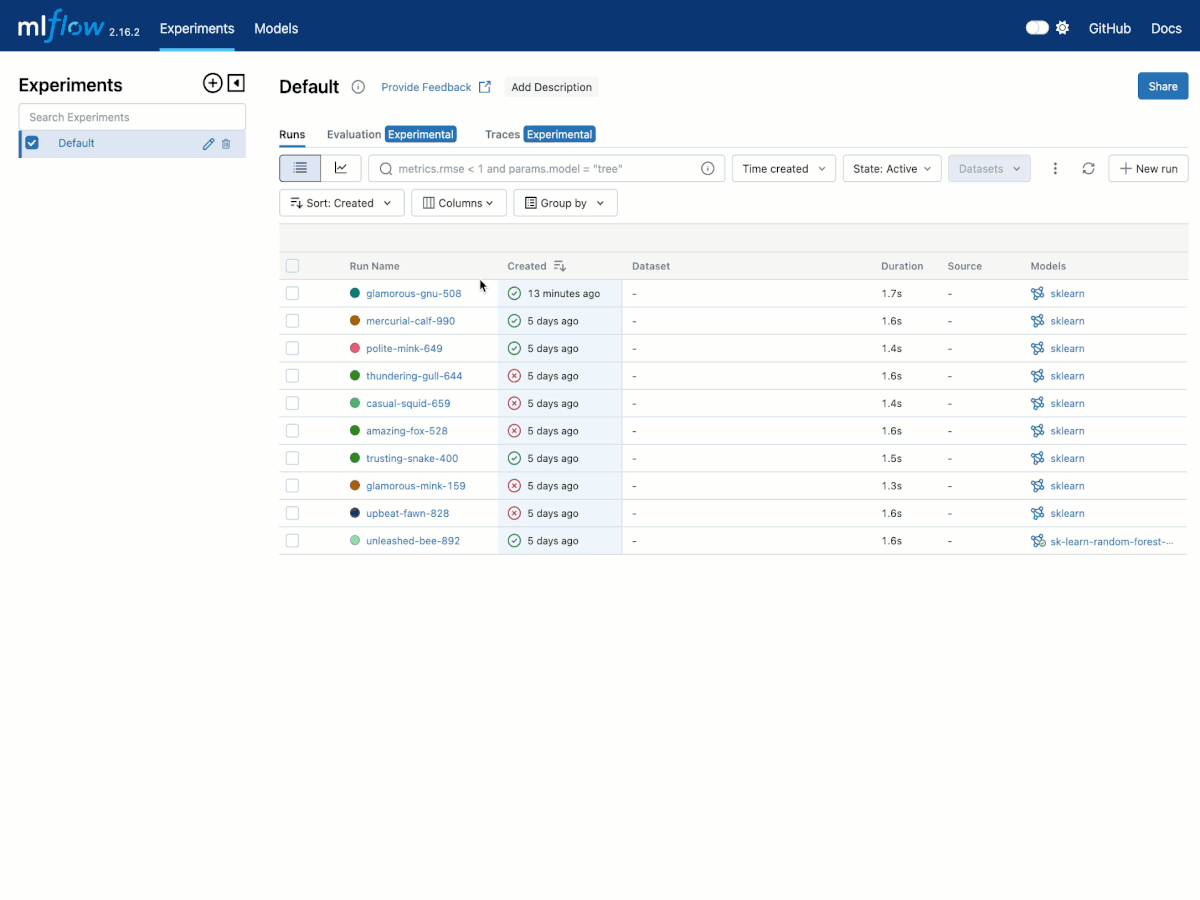 mlflow 2.16.2 Experiments Models GitHub Docs
Experiments
Search Experiments
Default
Default Provide Feedback Add Description Share
Runs Evaluation Experimental Traces Experimental
metrics.rmse < 1 and params.model = "tree" Time created State: Active Datasets New run
Sort: Created Columns Group by
Run Name Created Dataset Duration Source Models
glamorous-gnu-508 13 minutes ago - 1.7s - sklearn
mercurial-calf-990 5 days ago - 1.6s - sklearn
polite-mink-649 5 days ago - 1.4s - sklearn
thundering-gull-644 5 days ago - 1.6s - sklearn
casual-squid-659 5 days ago - 1.4s - sklearn
amazing-fox-528 5 days ago - 1.6s - sklearn
trusting-snake-400 5 days ago - 1.5s - sklearn
glamorous-mink-159 5 days ago - 1.3s - sklearn
upbeat-fawn-828 5 days ago - 1.6s - sklearn
unleashed-bee-892 5 days ago - 1.6s - sk-learn-random-forest-...